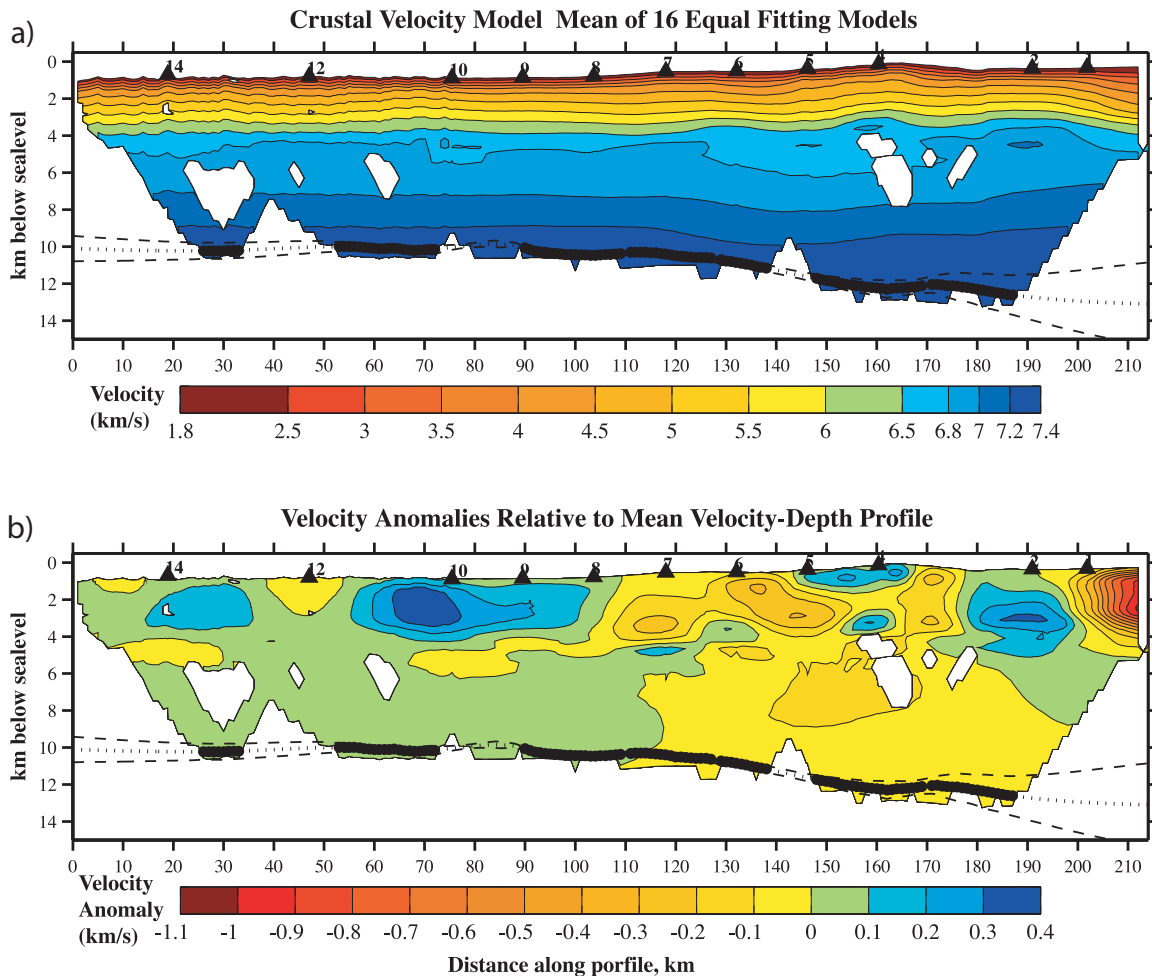 a)
Crustal Velocity Model Mean of 16 Equal Fitting Models
14 12 10 9 8 7 6 5 4 2 1
km below sealevel
0
2
4
6
8
10
12
14
0 10 20 30 40 50 60 70 80 90 100 110 120 130 140 150 160 170 180 190 200 210
Velocity
(km/s)
1.8 2.5 3 3.5 4 4.5 5 5.5 6 6.5 6.8 7 7.2 7.4
b)
Velocity Anomalies Relative to Mean Velocity-Depth Profile
14 12 10 9 8 7 6 5 4 2 1
km below sealevel
0
2
4
6
8
10
12
14
0 10 20 30 40 50 60 70 80 90 100 110 120 130 140 150 160 170 180 190 200 210
Velocity
Anomaly
(km/s)
-1.1 -1 -0.9 -0.8 -0.7 -0.6 -0.5 -0.4 -0.3 -0.2 -0.1 0 0.1 0.2 0.3 0.4
Distance along porfile, km